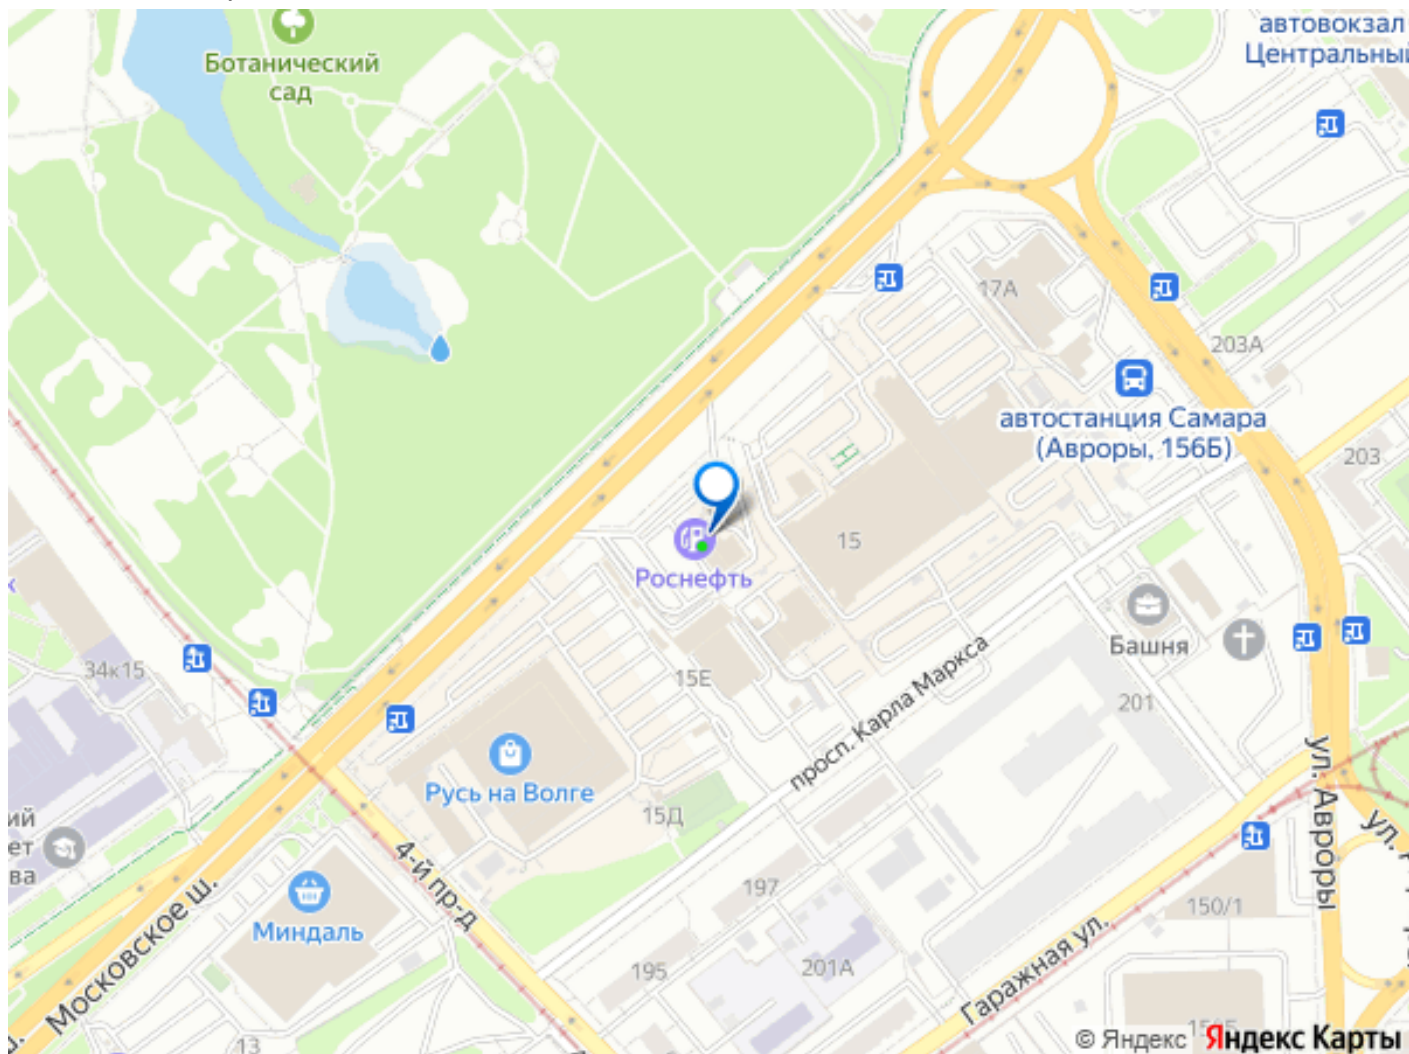 автовокзал
Центральный
Ботанический
сад
17А
203А
автостанция Самара
(Авроры, 156Б)
203
15
Роснефть
Башня
34к15
15Е
201
просп. Карла Маркса
Русь на Волге
15Д
ул. Авроры
4-й пр-д
197
150/1
Миндаль
Московское ш.
195
201А
Гаражная ул.
13
© Яндекс
Яндекс Карты